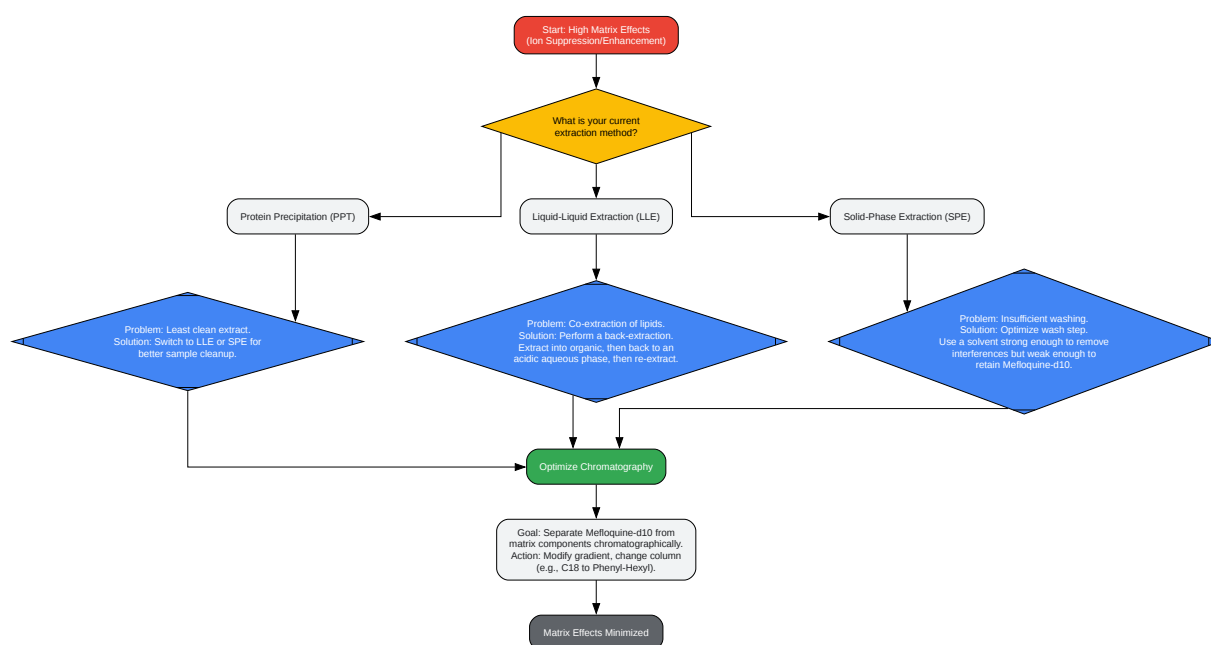 Start: High Matrix Effects
(Ion Suppression/Enhancement)
What is your current
extraction method?
Protein Precipitation (PPT)
Liquid-Liquid Extraction (LLE)
Solid-Phase Extraction (SPE)
Problem: Least clean extract.
Solution: Switch to LLE or SPE for
better sample cleanup.
Problem: Co-extraction of lipids.
Solution: Perform a back-extraction.
Extract into organic, then back to an
acidic aqueous phase, then re-extract.
Problem: Insufficient washing.
Solution: Optimize wash step.
Use a solvent strong enough to remove
interferences but weak enough to
retain Mefloquine-d10.
Optimize Chromatography
Goal: Separate Mefloquine-d10 from
matrix components chromatographically.
Action: Modify gradient, change column
(e.g., C18 to Phenyl-Hexyl).
Matrix Effects Minimized